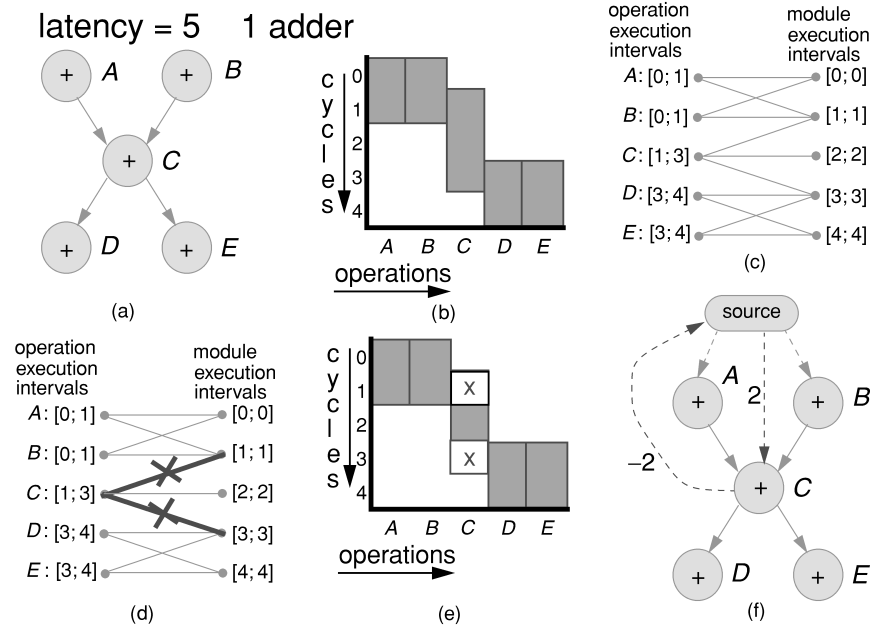 latency = 5 1 adder
+ A
+ B
+ C
+ D
+ E
(a)
cycles
0
1
2
3
4
A B C D E
operations
(b)
operation
execution
intervals
module
execution
intervals
A: [0; 1] [0; 0]
B: [0; 1] [1; 1]
C: [1; 3] [2; 2]
D: [3; 4] [3; 3]
E: [3; 4] [4; 4]
(c)
operation
execution
intervals
module
execution
intervals
A: [0; 1] [0; 0]
B: [0; 1] [1; 1]
C: [1; 3] [2; 2]
D: [3; 4] [3; 3]
E: [3; 4] [4; 4]
(d)
cycles
0
1
2
3
4
X
X
A B C D E
operations
(e)
source
+ A
2
+ B
−2
+ C
+ D
+ E
(f)